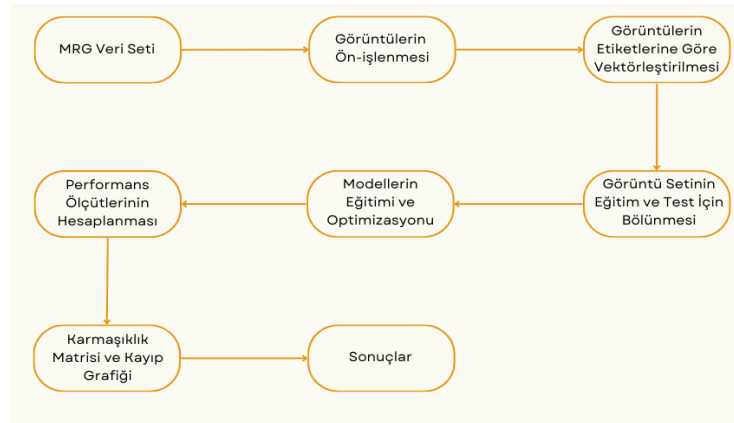 MRG Veri Seti
Görüntülerin
Ön-işlenmesi
Görüntülerin
Etiketlerine Göre
Vektörleştirilmesi
Görüntü Setinin
Eğitim ve Test İçin
Bölünmesi
Modellerin
Eğitimi ve
Optimizasyonu
Performans
Ölçütlerinin
Hesaplanması
Karmaşıklık
Matrisi ve Kayıp
Grafiği
Sonuçlar